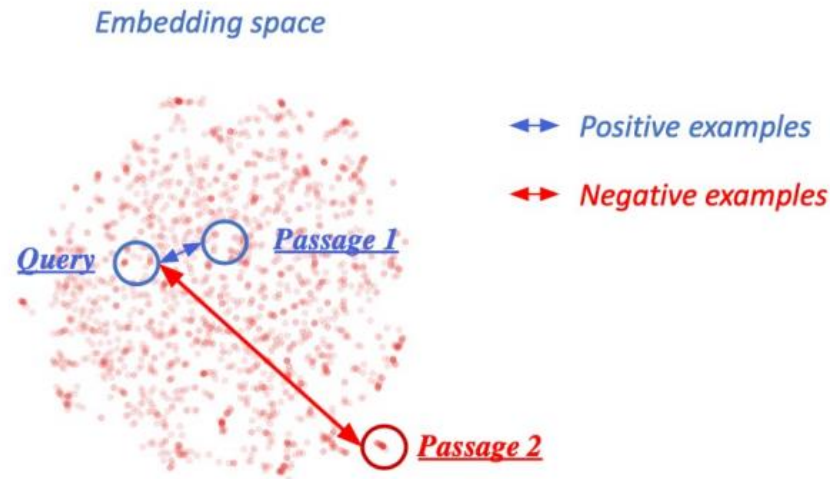 Embedding space
Positive examples
Negative examples
Passage 1
Query
Passage 2